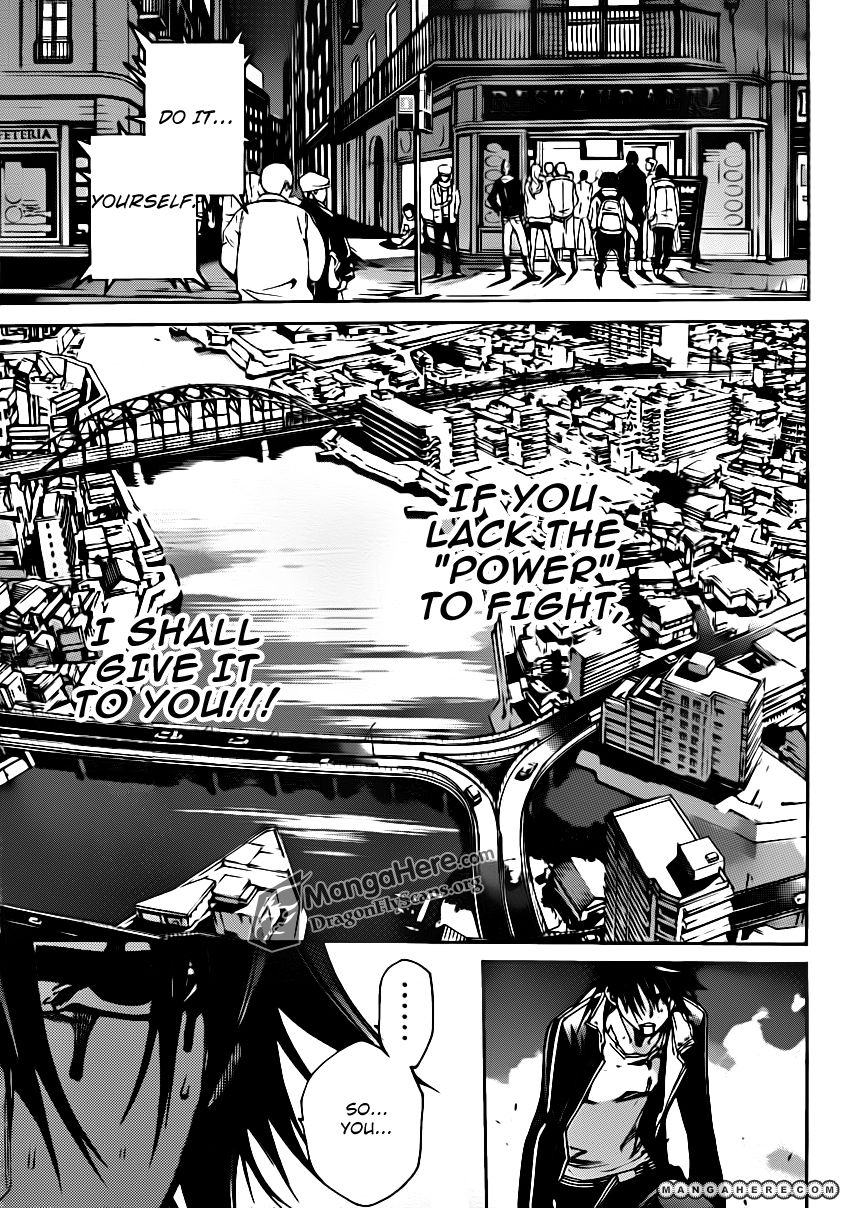 DO IT...
YOURSELF.
FETERIA
RESTAURANT
IF YOU
LACK THE
"POWER"
TO FIGHT,
I SHALL
GIVE IT
TO YOU!!!
MangaHere.com
DragonFlyScans.org
......
SO...
YOU...
MANGAHERE.COM